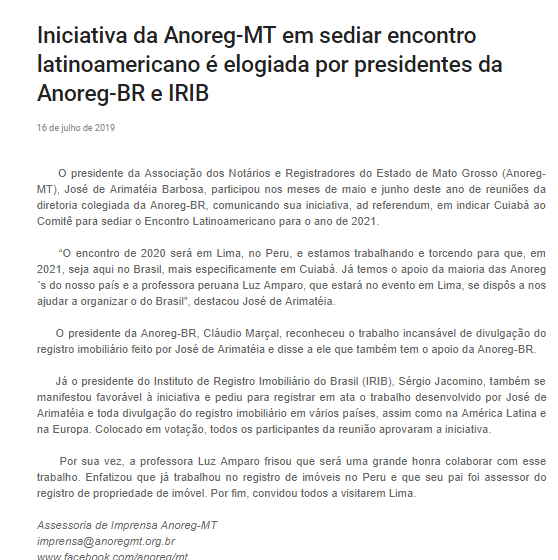 Iniciativa da Anoreg-MT em sediar encontro
latinoamericano é elogiada por presidentes da
Anoreg-BR e IRIB
16 de julho de 2019
O presidente da Associação dos Notários e Registradores do Estado de Mato Grosso (Anoreg-
MT), José de Arimatéia Barbosa, participou nos meses de maio e junho deste ano de reuniões da
diretoria colegiada da Anoreg-BR, comunicando sua iniciativa, ad referendum, em indicar Cuiabá ao
Comitê para sediar o Encontro Latinoamericano para o ano de 2021.
“O encontro de 2020 será em Lima, no Peru, e estamos trabalhando e torcendo para que, em
2021, seja aqui no Brasil, mais especificamente em Cuiabá. Já temos o apoio da maioria das Anoreg
´s do nosso país e a professora peruana Luz Amparo, que estará no evento em Lima, se dispôs a nos
ajudar a organizar o do Brasil”, destacou José de Arimatéia.
O presidente da Anoreg-BR, Cláudio Marçal, reconheceu o trabalho incansável de divulgação do
registro imobiliário feito por José de Arimatéia e disse a ele que também tem o apoio da Anoreg-BR.
Já o presidente do Instituto de Registro Imobiliário do Brasil (IRIB), Sérgio Jacomino, também se
manifestou favorável à iniciativa e pediu para registrar em ata o trabalho desenvolvido por José de
Arimatéia e toda divulgação do registro imobiliário em vários países, assim como na América Latina e
na Europa. Colocado em votação, todos os participantes da reunião aprovaram a iniciativa.
Por sua vez, a professora Luz Amparo frisou que será uma grande honra colaborar com esse
trabalho. Enfatizou que já trabalhou no registro de imóveis no Peru e que seu pai foi assessor do
registro de propriedade de imóvel. Por fim, convidou todos a visitarem Lima.
Assessoria de Imprensa Anoreg-MT
imprensa@anoregmt.org.br
www.facebook.com/anoreg/mt